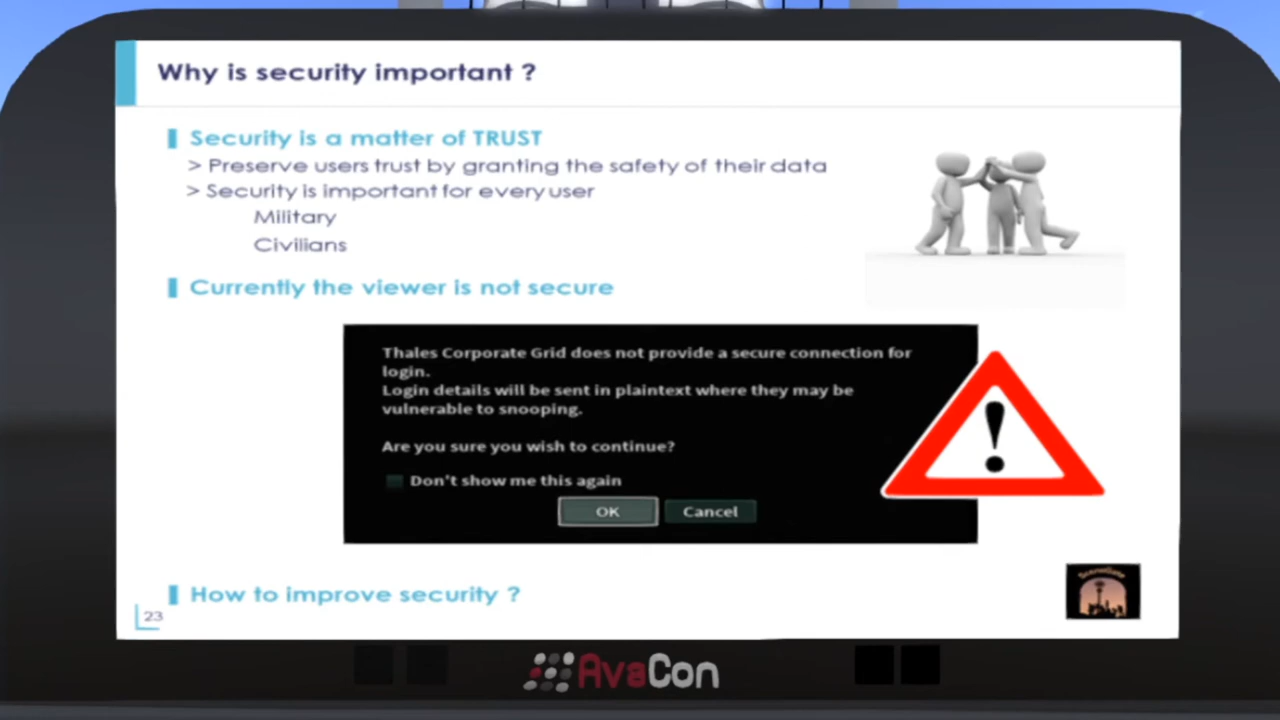 Why is security important ?
Security is a matter of TRUST
> Preserve users trust by granting the safety of their data
> Security is important for every user
Military
Civilians
Currently the viewer is not secure
Thales Corporate Grid does not provide a secure connection for
login.
Login details will be sent in plaintext where they may be
vulnerable to snooping.
Are you sure you wish to continue?
Don't show me this again
OK Cancel
!
How to improve security ?
23
AvaCon